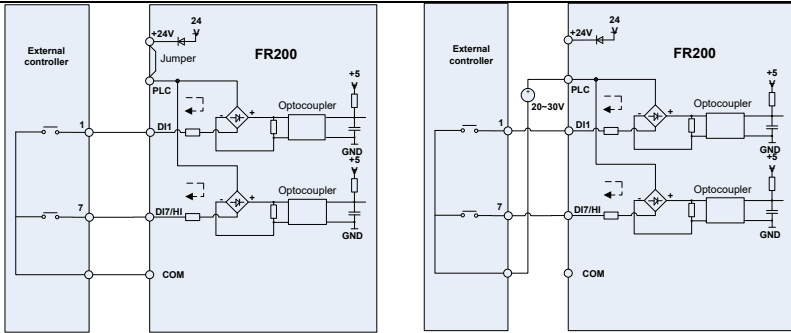 24
V
+24V
Jumper
External
controller
FR200
PLC
+5
V
- +
Optocoupler
1
DI1
GND
+5
V
- +
Optocoupler
7
DI7/HI
GND
COM
24
V
+24V
External
controller
FR200
PLC
20~30V
+5
V
- +
Optocoupler
1
DI1
GND
+5
V
- +
Optocoupler
7
DI7/HI
GND
COM